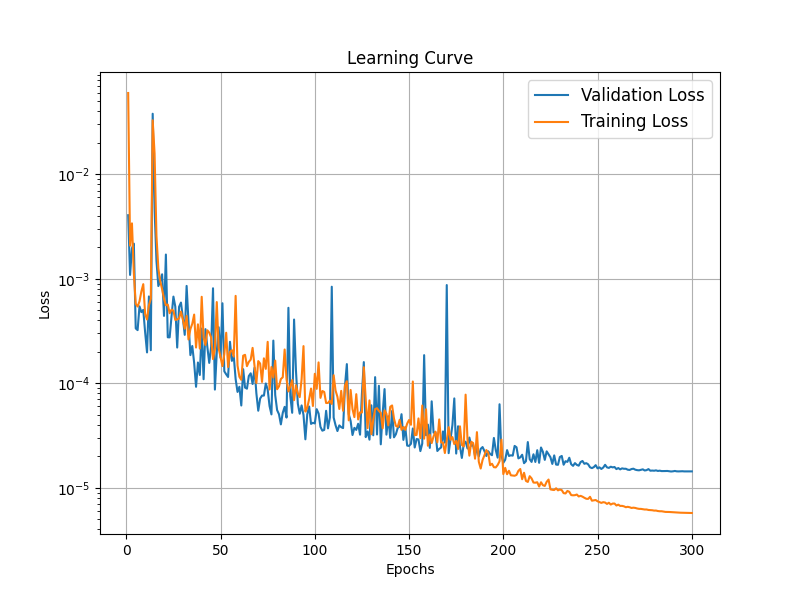 Learning Curve
Validation Loss
Training Loss
10⁻²
10⁻³
10⁻⁴
10⁻⁵
Loss
0 50 100 150 200 250 300
Epochs